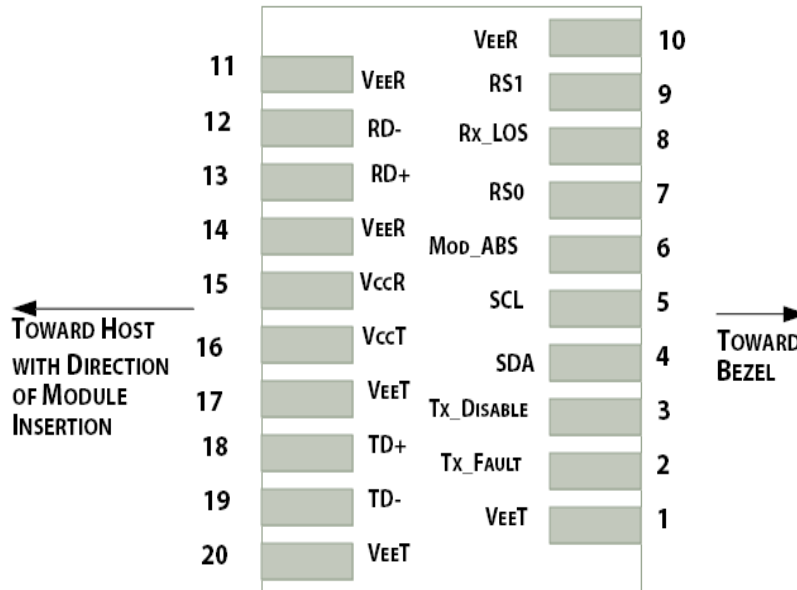 VEER 10
11 VEER
RS1 9
12 RD-
RX_LOS 8
13 RD+
RS0 7
14 VEER
MOD_ABS 6
15 VCCR
SCL 5
TOWARD HOST
WITH DIRECTION
OF MODULE
INSERTION
16 VCCT
TOWARD
BEZEL
SDA 4
17 VEET
TX_DISABLE 3
18 TD+
TX_FAULT 2
19 TD-
VEET 1
20 VEET